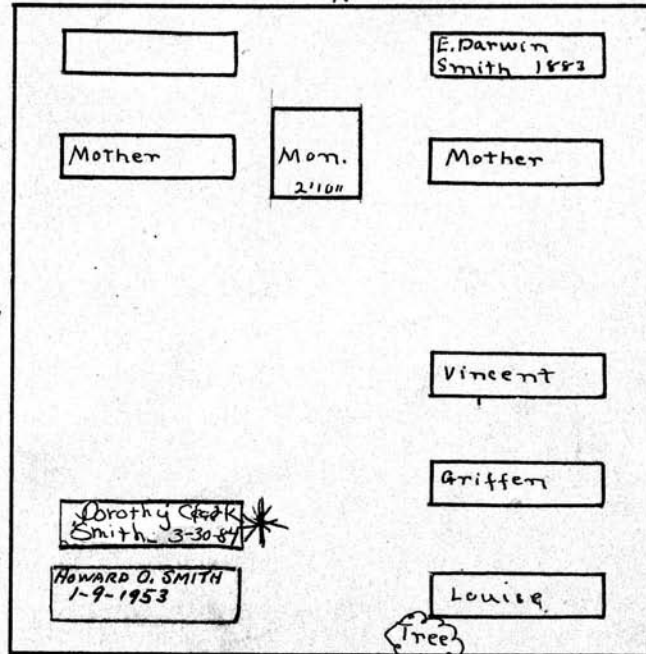 E. Darwin
Smith 1883
Mother
Mon.
2'10"
Mother
Vincent
Griffen
Dorothy
Smith 3-30-84
HOWARD O. SMITH
1-9-1953
Louise
Tree